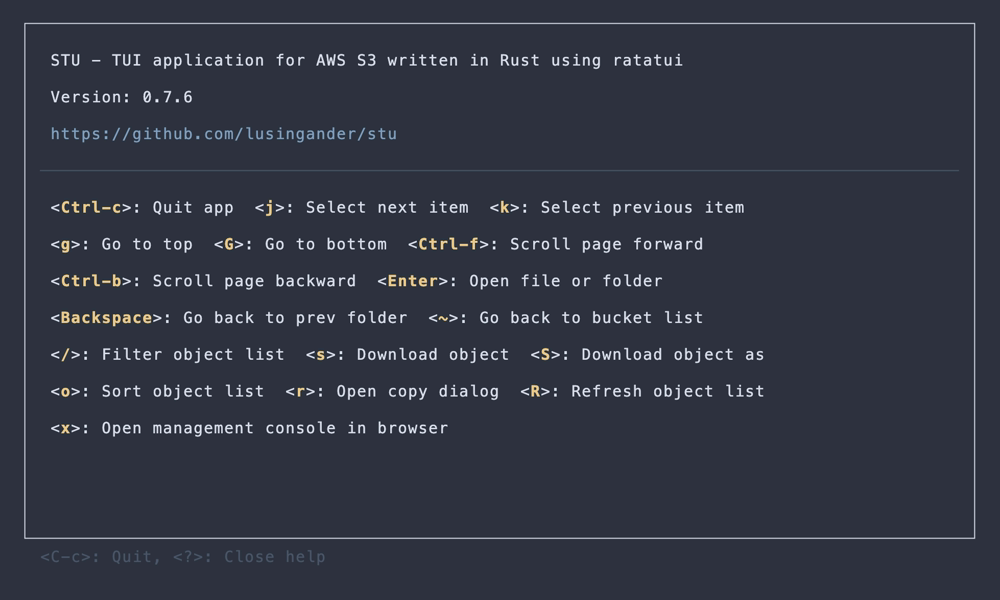 STU – TUI application for AWS S3 written in Rust using ratatui
Version: 0.7.6
https://github.com/lusingander/stu
<Ctrl-c>: Quit app  <j>: Select next item  <k>: Select previous item
<g>: Go to top  <G>: Go to bottom  <Ctrl-f>: Scroll page forward
<Ctrl-b>: Scroll page backward  <Enter>: Open file or folder
<Backspace>: Go back to prev folder  <~>: Go back to bucket list
</>: Filter object list  <s>: Download object  <S>: Download object as
<o>: Sort object list  <r>: Open copy dialog  <R>: Refresh object list
<x>: Open management console in browser
<C-c>: Quit, <?>: Close help